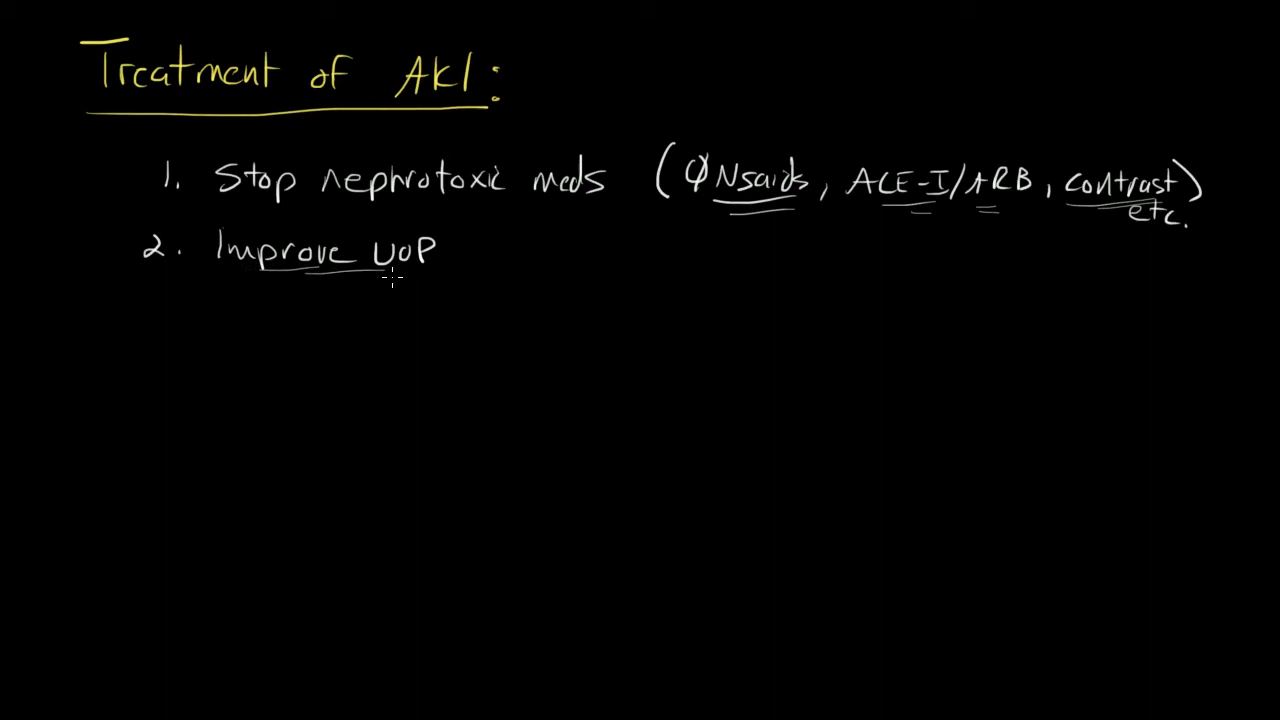 Treatment of AKI:
1. Stop nephrotoxic meds (∅ Nsaids, ACE-I/ARB, contrast)
etc.
2. Improve UOP